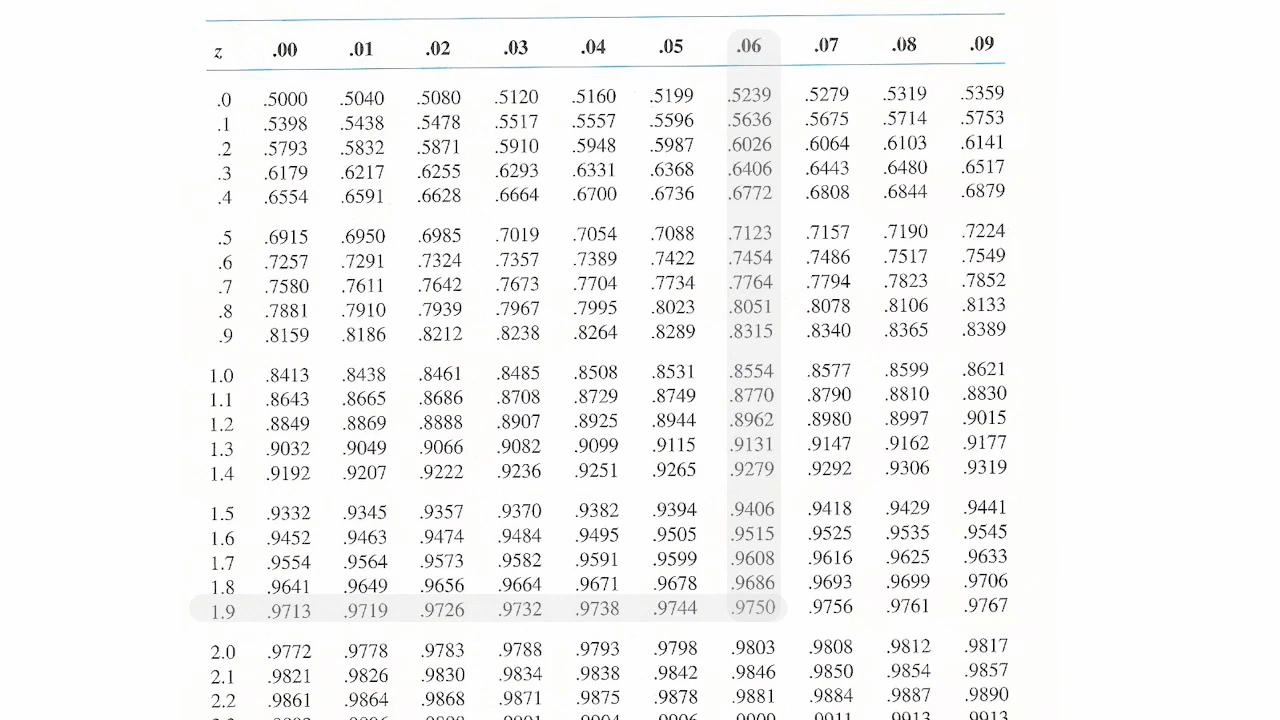 z .00 .01 .02 .03 .04 .05 .06 .07 .08 .09
.0 .5000 .5040 .5080 .5120 .5160 .5199 .5239 .5279 .5319 .5359
.1 .5398 .5438 .5478 .5517 .5557 .5596 .5636 .5675 .5714 .5753
.2 .5793 .5832 .5871 .5910 .5948 .5987 .6026 .6064 .6103 .6141
.3 .6179 .6217 .6255 .6293 .6331 .6368 .6406 .6443 .6480 .6517
.4 .6554 .6591 .6628 .6664 .6700 .6736 .6772 .6808 .6844 .6879
.5 .6915 .6950 .6985 .7019 .7054 .7088 .7123 .7157 .7190 .7224
.6 .7257 .7291 .7324 .7357 .7389 .7422 .7454 .7486 .7517 .7549
.7 .7580 .7611 .7642 .7673 .7704 .7734 .7764 .7794 .7823 .7852
.8 .7881 .7910 .7939 .7967 .7995 .8023 .8051 .8078 .8106 .8133
.9 .8159 .8186 .8212 .8238 .8264 .8289 .8315 .8340 .8365 .8389
1.0 .8413 .8438 .8461 .8485 .8508 .8531 .8554 .8577 .8599 .8621
1.1 .8643 .8665 .8686 .8708 .8729 .8749 .8770 .8790 .8810 .8830
1.2 .8849 .8869 .8888 .8907 .8925 .8944 .8962 .8980 .8997 .9015
1.3 .9032 .9049 .9066 .9082 .9099 .9115 .9131 .9147 .9162 .9177
1.4 .9192 .9207 .9222 .9236 .9251 .9265 .9279 .9292 .9306 .9319
1.5 .9332 .9345 .9357 .9370 .9382 .9394 .9406 .9418 .9429 .9441
1.6 .9452 .9463 .9474 .9484 .9495 .9505 .9515 .9525 .9535 .9545
1.7 .9554 .9564 .9573 .9582 .9591 .9599 .9608 .9616 .9625 .9633
1.8 .9641 .9649 .9656 .9664 .9671 .9678 .9686 .9693 .9699 .9706
1.9 .9713 .9719 .9726 .9732 .9738 .9744 .9750 .9756 .9761 .9767
2.0 .9772 .9778 .9783 .9788 .9793 .9798 .9803 .9808 .9812 .9817
2.1 .9821 .9826 .9830 .9834 .9838 .9842 .9846 .9850 .9854 .9857
2.2 .9861 .9864 .9868 .9871 .9875 .9878 .9881 .9884 .9887 .9890